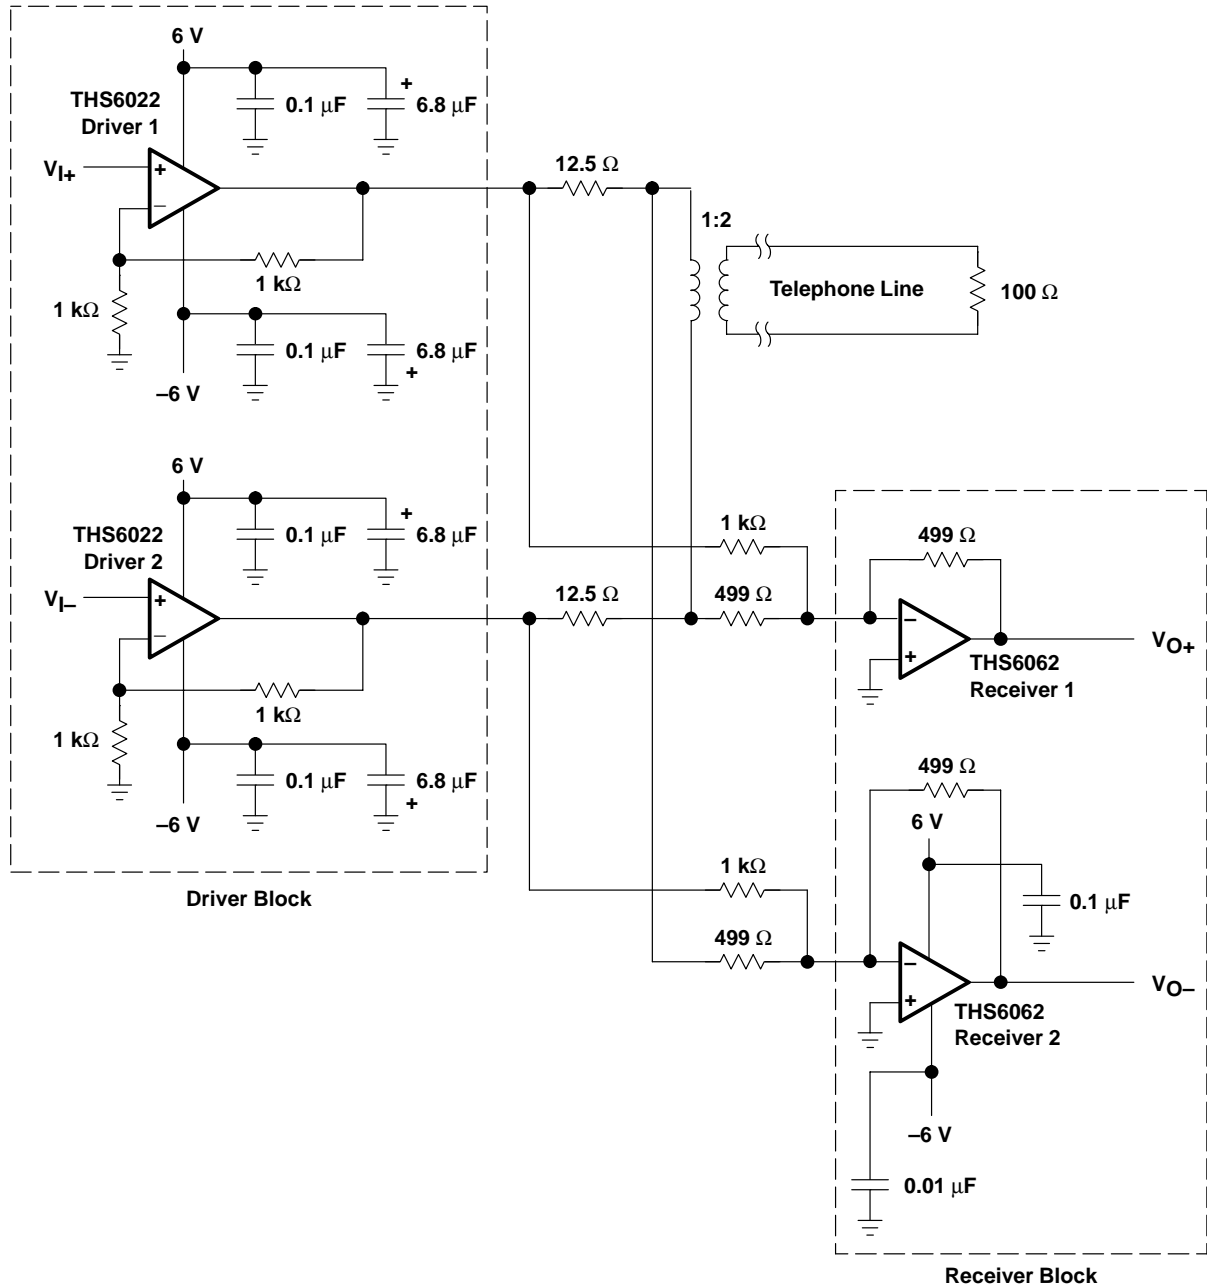 6 V
+
THS6022
Driver 1
0.1 μF
6.8 μF
VI+
+
−
12.5 Ω
1:2
1 kΩ
Telephone Line
100 Ω
1 kΩ
0.1 μF
6.8 μF
+
–6 V
6 V
+
THS6022
Driver 2
0.1 μF
6.8 μF
1 kΩ
499 Ω
VI–
+
−
12.5 Ω
499 Ω
−
+
VO+
THS6062
Receiver 1
1 kΩ
1 kΩ
0.1 μF
6.8 μF
+
–6 V
499 Ω
6 V
1 kΩ
0.1 μF
Driver Block
499 Ω
−
+
VO–
THS6062
Receiver 2
–6 V
0.01 μF
Receiver Block